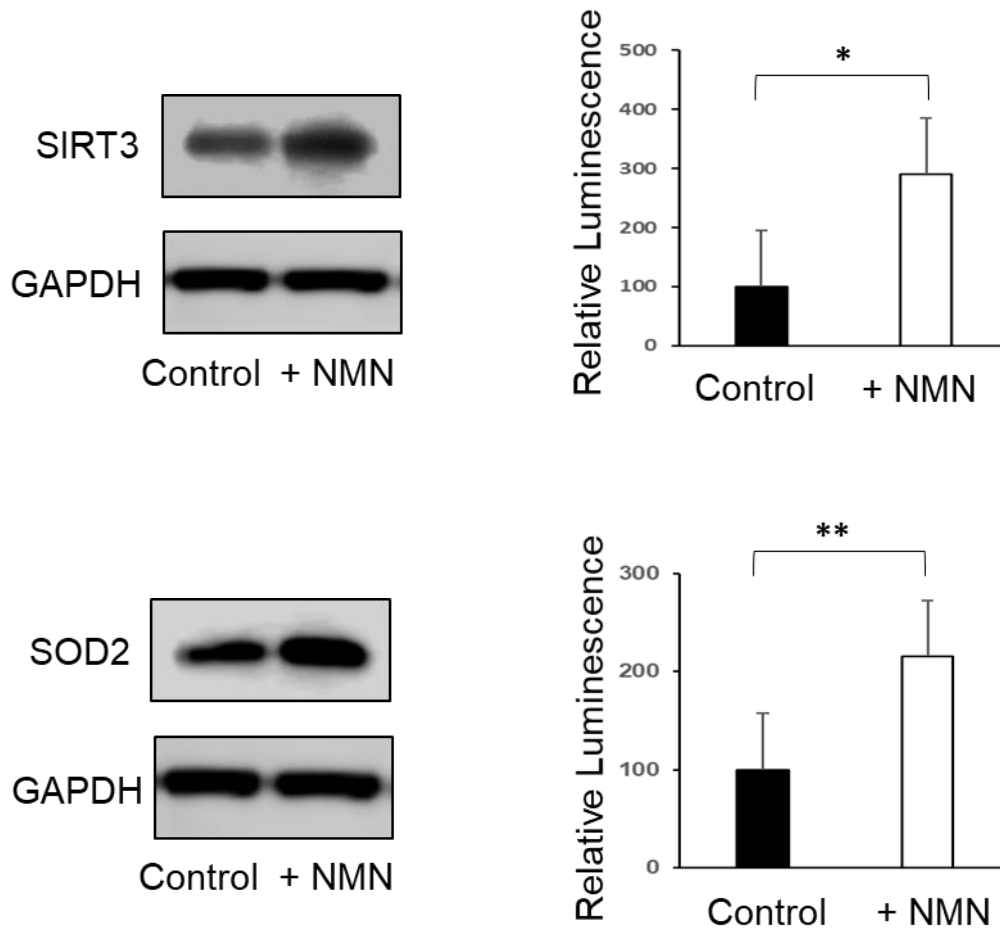 SIRT3
GAPDH
Control + NMN
Relative Luminescence
500
400
300
200
100
0
*
Control + NMN
SOD2
GAPDH
Control + NMN
Relative Luminescence
300
200
100
0
**
Control + NMN